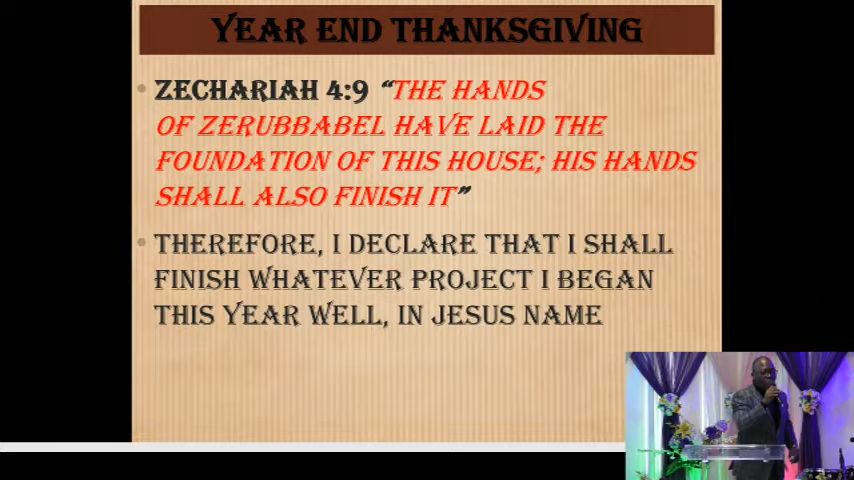 YEAR END THANKSGIVING
• ZECHARIAH 4:9 “THE HANDS
OF ZERUBBABEL HAVE LAID THE
FOUNDATION OF THIS HOUSE; HIS HANDS
SHALL ALSO FINISH IT”
• THEREFORE, I DECLARE THAT I SHALL
FINISH WHATEVER PROJECT I BEGAN
THIS YEAR WELL, IN JESUS NAME